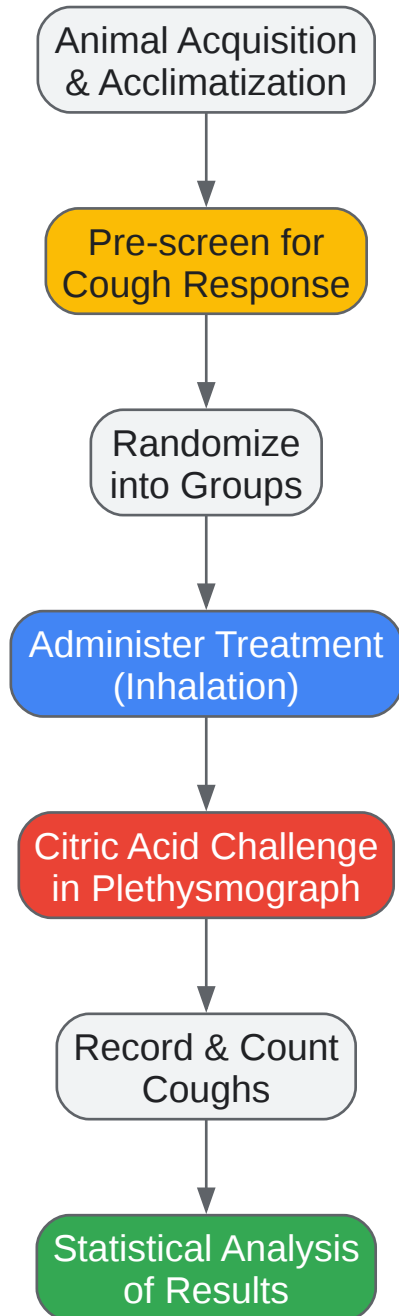 Animal Acquisition
& Acclimatization
Pre-screen for
Cough Response
Randomize
into Groups
Administer Treatment
(Inhalation)
Citric Acid Challenge
in Plethysmograph
Record & Count
Coughs
Statistical Analysis
of Results